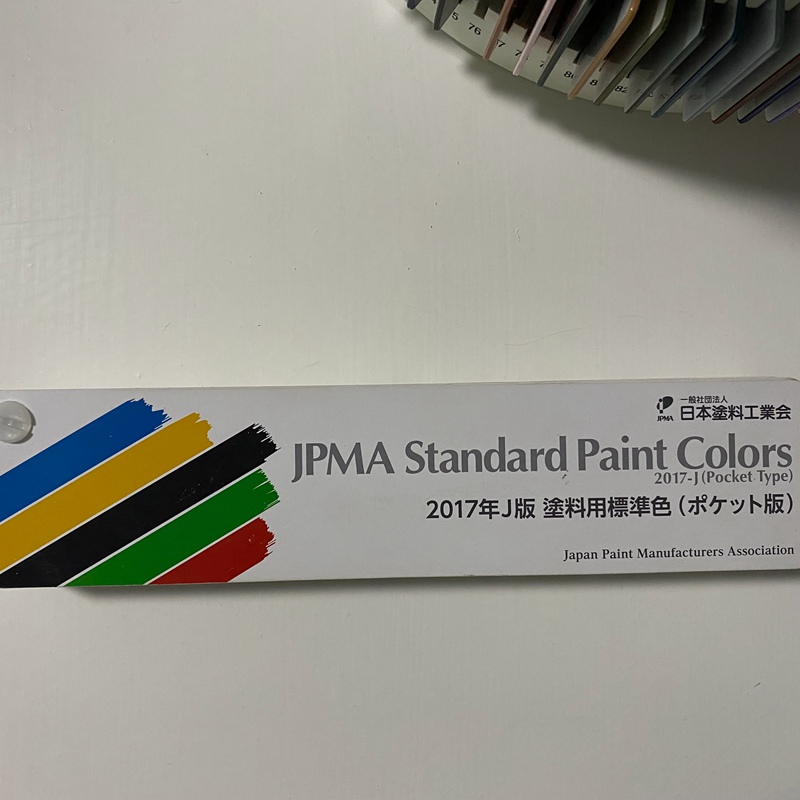 76
82
JPMA
一般社団法人
日本塗料工業会
JPMA Standard Paint Colors
2017-J (Pocket Type)
2017年J版 塗料用標準色（ポケット版）
Japan Paint Manufacturers Association